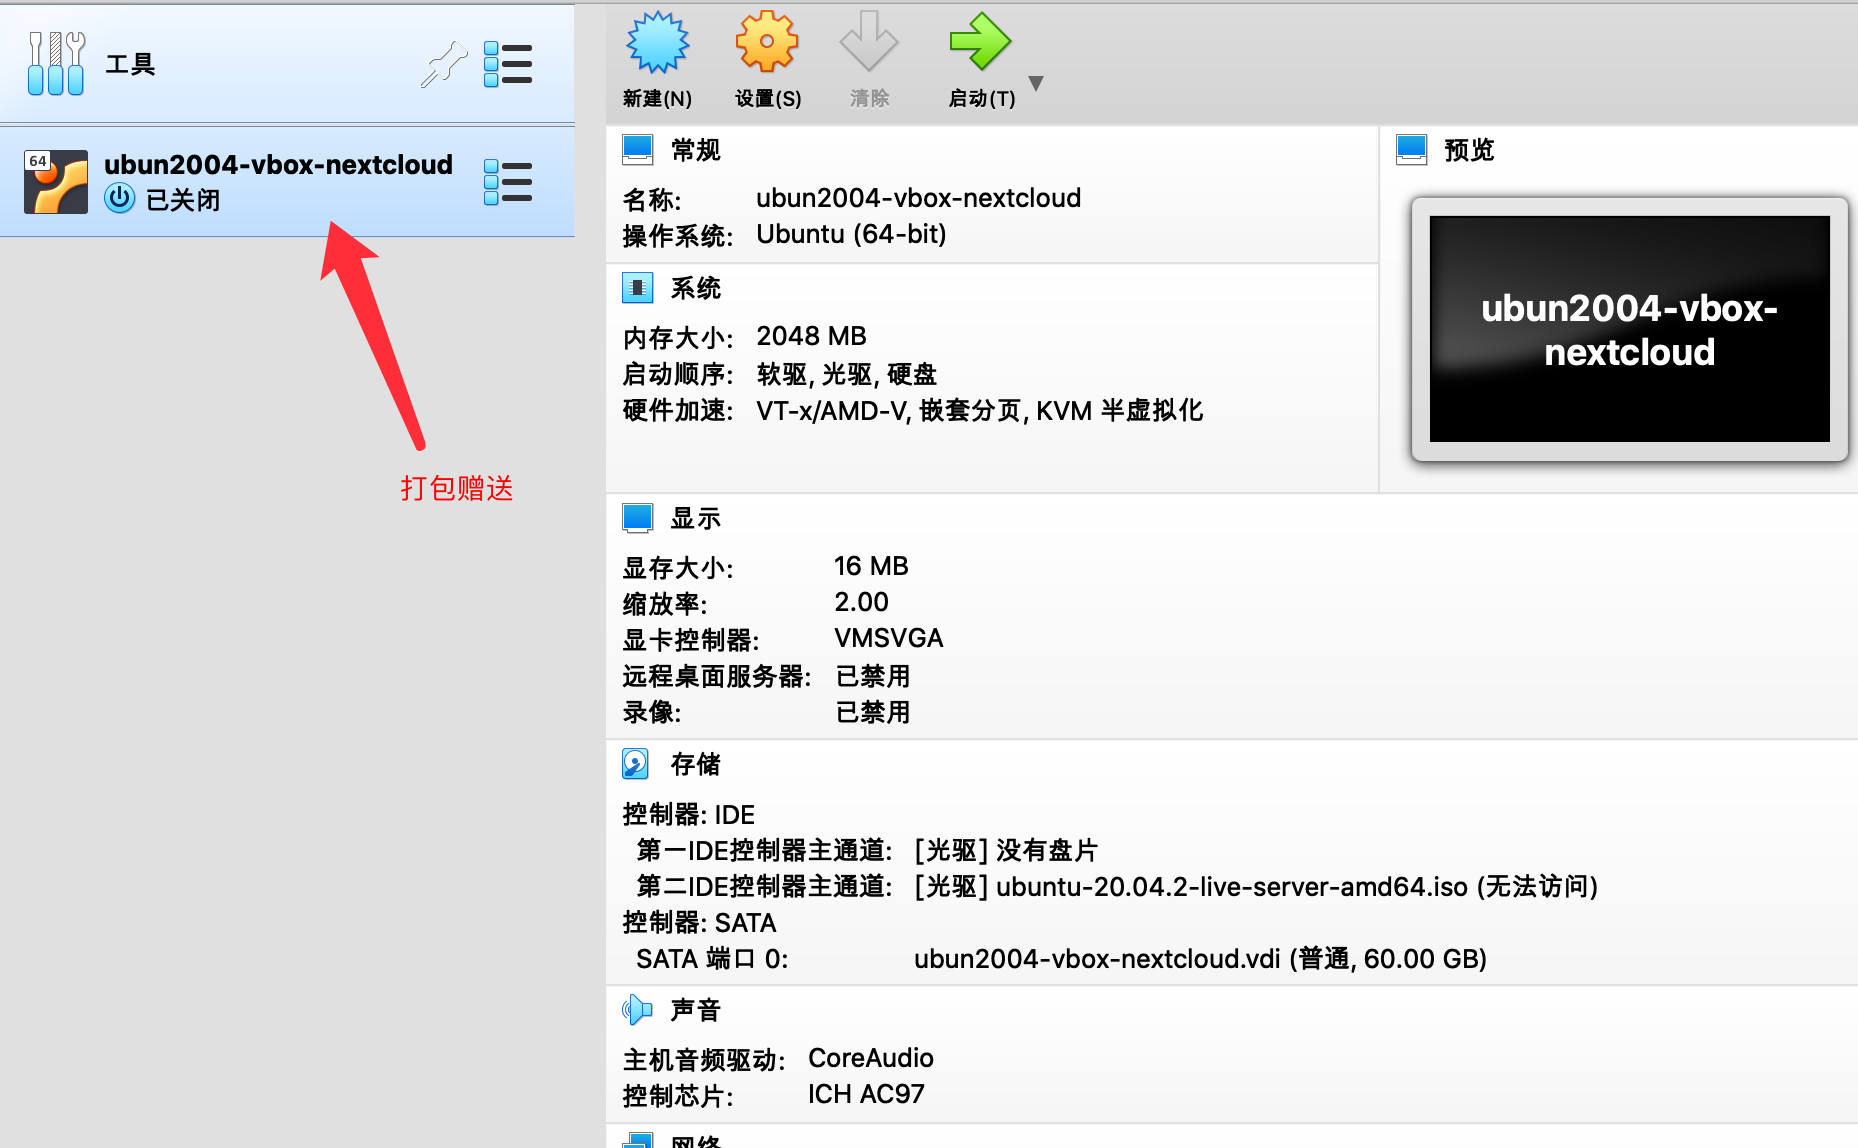 工具
64
ubun2004-vbox-nextcloud
已关闭
打包赠送
新建(N)
设置(S)
清除
启动(T)
常规
名称: ubun2004-vbox-nextcloud
操作系统: Ubuntu (64-bit)
预览
ubun2004-vbox-
nextcloud
系统
内存大小: 2048 MB
启动顺序: 软驱, 光驱, 硬盘
硬件加速: VT-x/AMD-V, 嵌套分页, KVM 半虚拟化
显示
显存大小: 16 MB
缩放率: 2.00
显卡控制器: VMSVGA
远程桌面服务器: 已禁用
录像: 已禁用
存储
控制器: IDE
第一IDE控制器主通道: [光驱] 没有盘片
第二IDE控制器主通道: [光驱] ubuntu-20.04.2-live-server-amd64.iso (无法访问)
控制器: SATA
SATA 端口 0: ubun2004-vbox-nextcloud.vdi (普通, 60.00 GB)
声音
主机音频驱动: CoreAudio
控制芯片: ICH AC97
网络